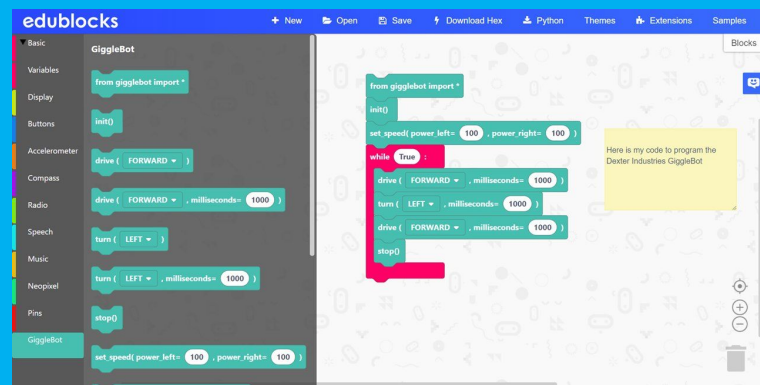 edublocks
+ New
Open
Save
Download Hex
Python
Themes
Extensions
Samples
Blocks
Basic
Variables
Display
Buttons
Accelerometer
Compass
Radio
Speech
Music
Neopixel
Pins
GiggleBot
GiggleBot
from gigglebot import *
init()
drive ( FORWARD )
drive ( FORWARD , milliseconds= 1000 )
turn ( LEFT )
turn ( LEFT , milliseconds= 1000 )
stop()
set_speed( power_left= 100 , power_right= 100 )
from gigglebot import *
init()
set_speed( power_left= 100 , power_right= 100 )
while True :
drive ( FORWARD , milliseconds= 1000 )
turn ( LEFT , milliseconds= 1000 )
drive ( FORWARD , milliseconds= 1000 )
stop()
Here is my code to program the
Dexter Industries GiggleBot